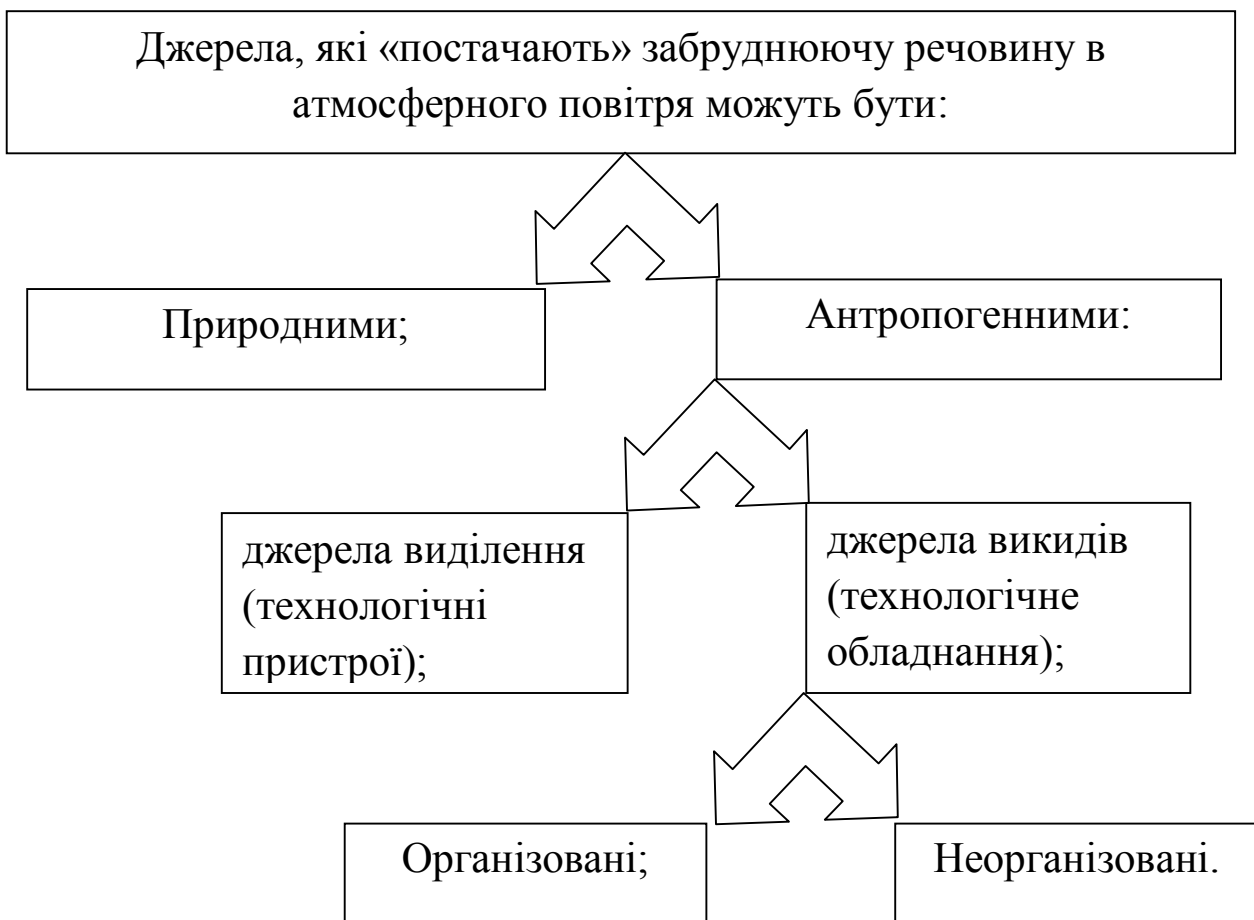 Джерела, які «постачають» забруднюючу речовину в
атмосферного повітря можуть бути:
Природними;
Антропогенними:
джерела виділення
(технологічні
пристрої);
джерела викидів
(технологічне
обладнання);
Організовані;
Неорганізовані.